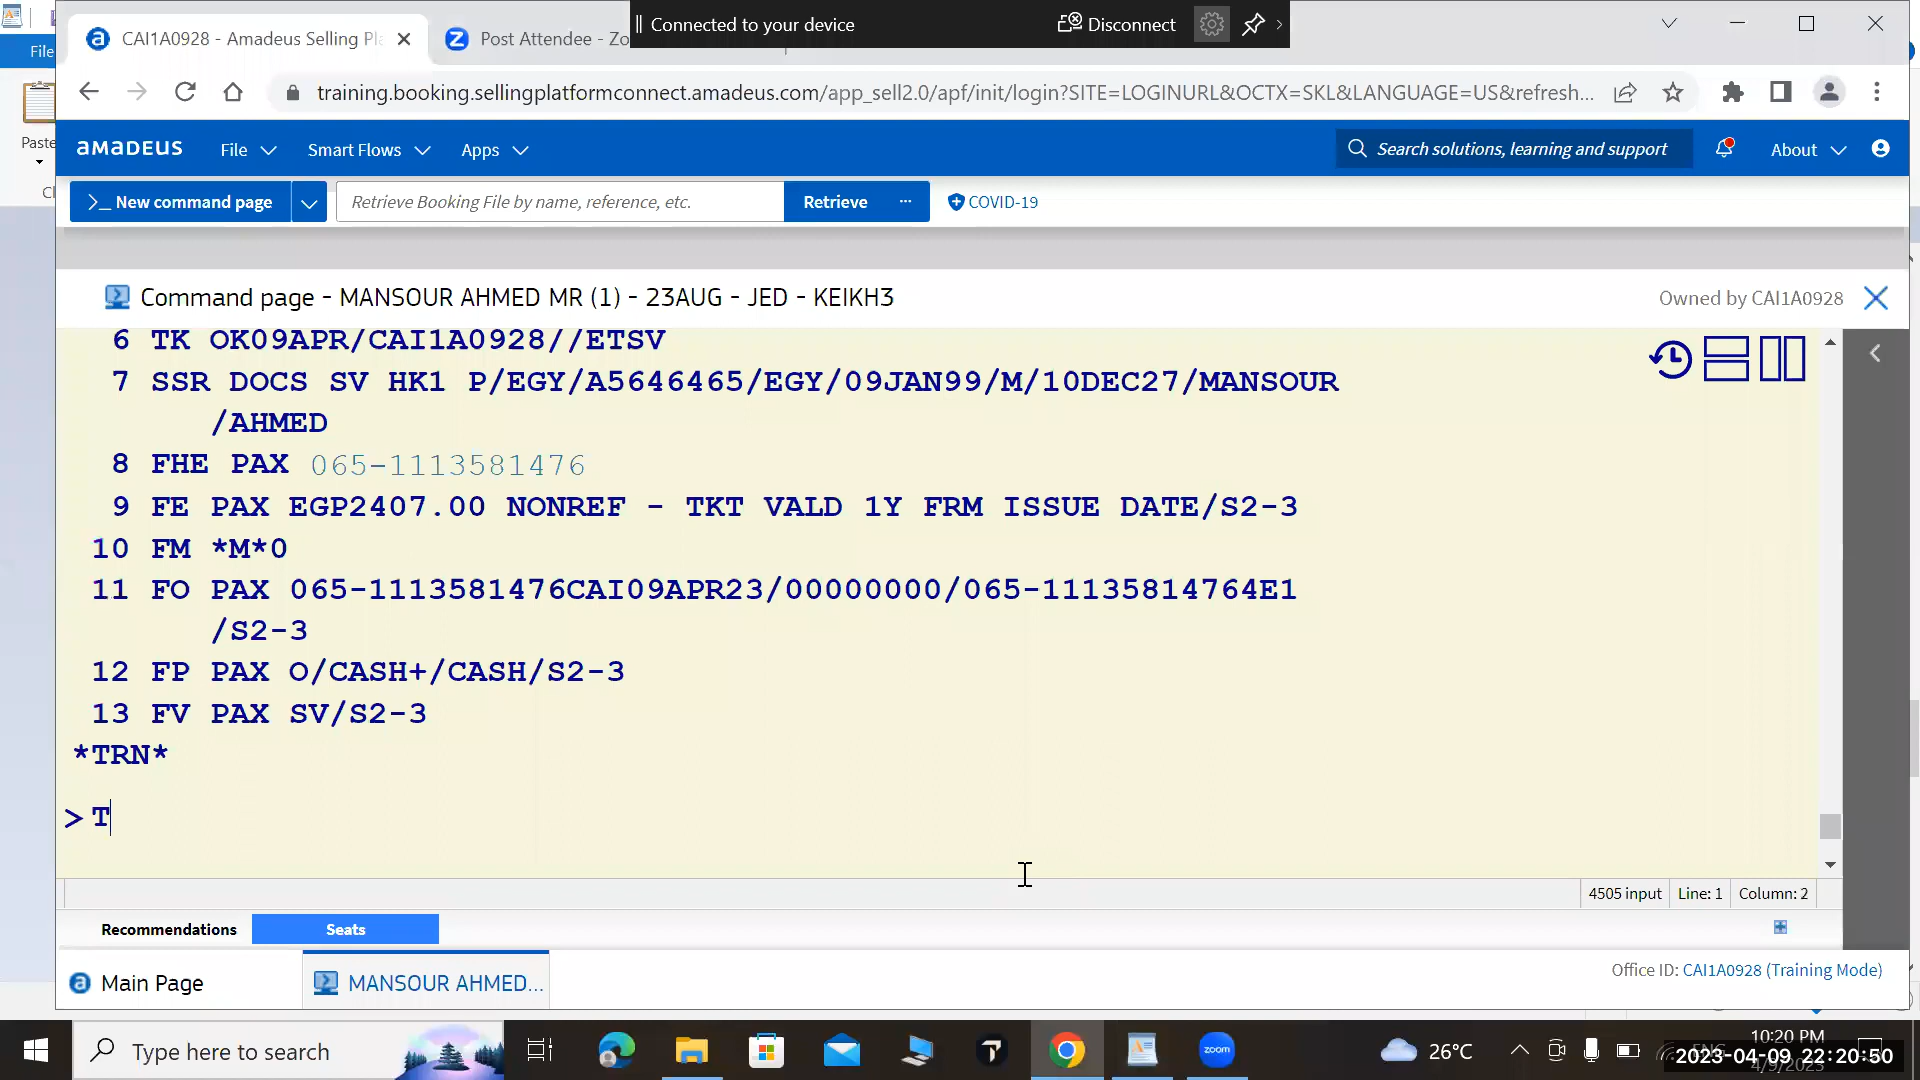 File
Paste
CAI1A0928 - Amadeus Selling Pl
Post Attendee - Zo
Connected to your device
Disconnect
training.booking.sellingplatformconnect.amadeus.com/app_sell2.0/apf/init/login?SITE=LOGINURL&OCTX=SKL&LANGUAGE=US&refresh...
aMaDEUS
File
Smart Flows
Apps
Search solutions, learning and support
About
>_ New command page
Retrieve Booking File by name, reference, etc.
Retrieve
...
COVID-19
Command page - MANSOUR AHMED MR (1) - 23AUG - JED - KEIKH3
Owned by CAI1A0928
6 TK OK09APR/CAI1A0928//ETSV
7 SSR DOCS SV HK1 P/EGY/A5646465/EGY/09JAN99/M/10DEC27/MANSOUR
/AHMED
8 FHE PAX 065-1113581476
9 FE PAX EGP2407.00 NONREF - TKT VALD 1Y FRM ISSUE DATE/S2-3
10 FM *M*0
11 FO PAX 065-1113581476CAI09APR23/00000000/065-11135814764E1
/S2-3
12 FP PAX O/CASH+/CASH/S2-3
13 FV PAX SV/S2-3
*TRN*
> T
4505 input
Line: 1
Column: 2
Recommendations
Seats
Main Page
MANSOUR AHMED...
Office ID: CAI1A0928 (Training Mode)
Type here to search
zoom
26°C
10:20 PM
2023-04-09 22:20:50
4/9/2023